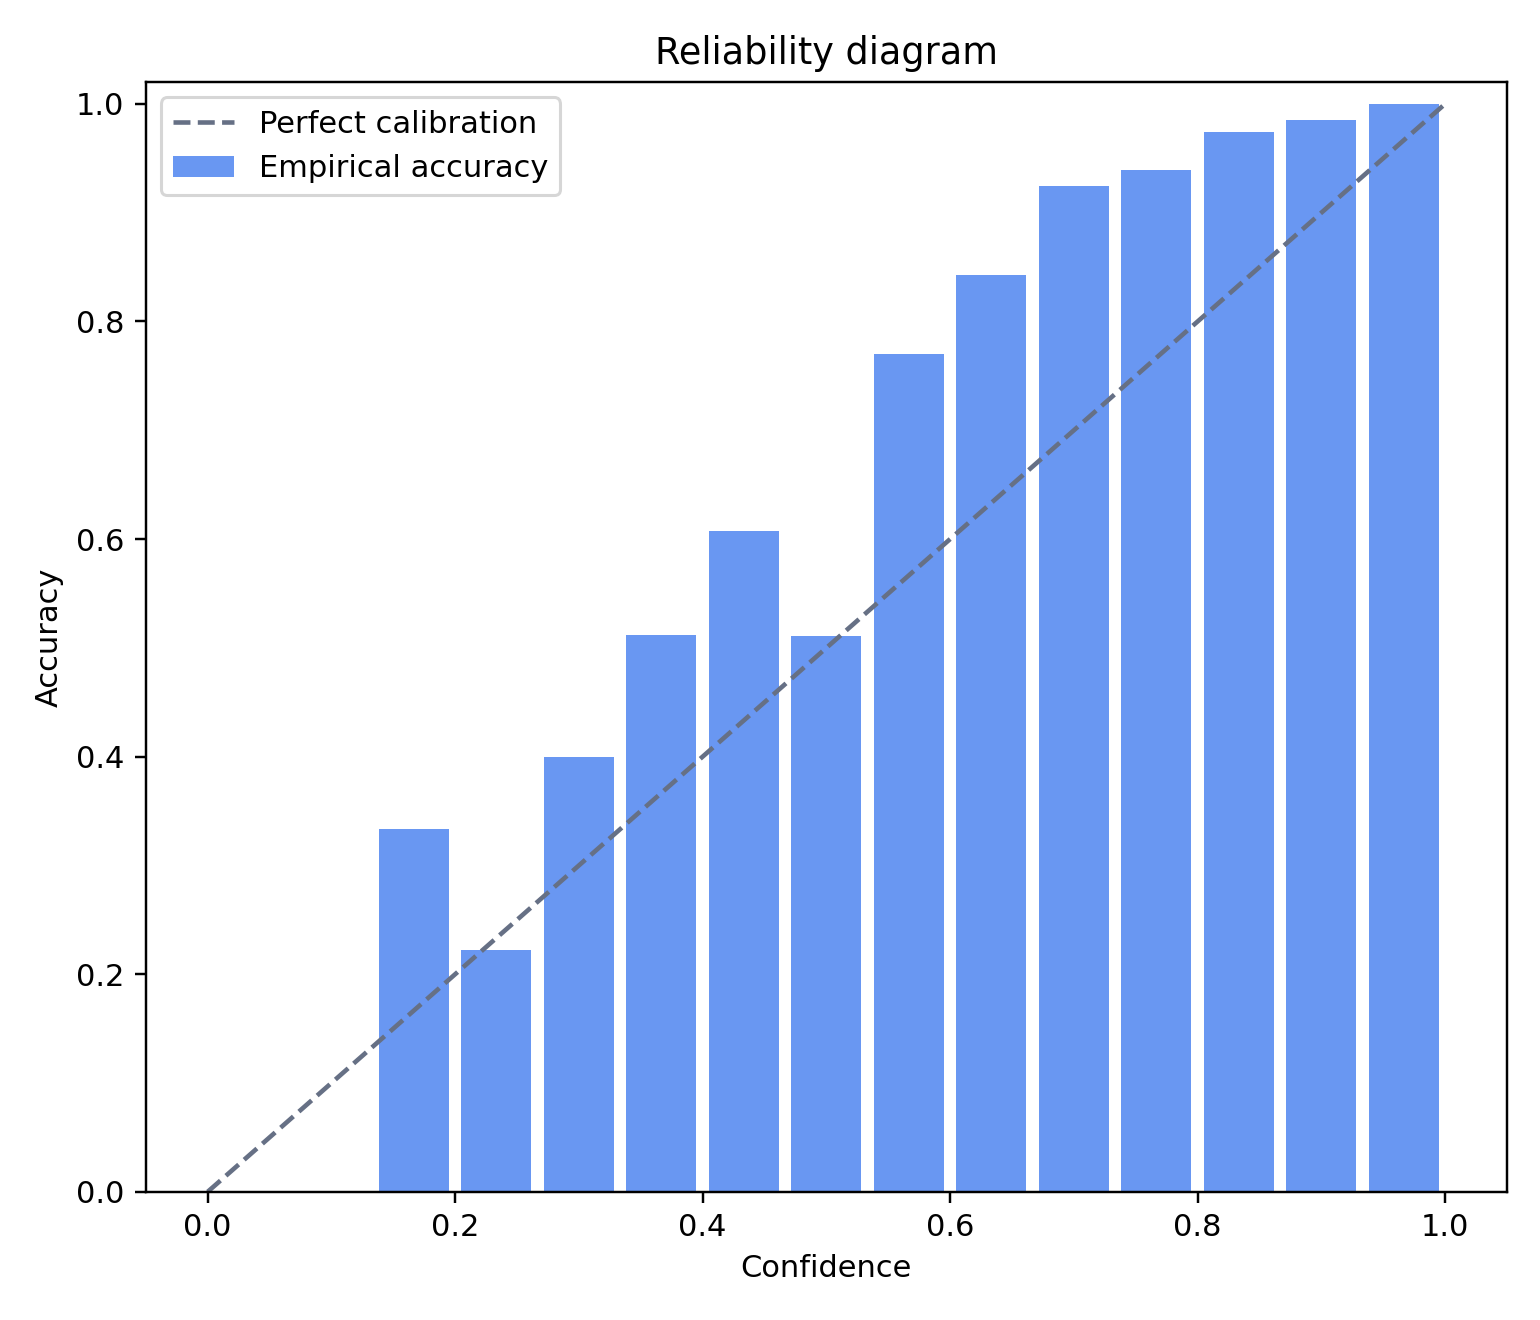 Reliability diagram
Perfect calibration
Empirical accuracy
1.0
0.8
0.6
0.4
0.2
0.0
Accuracy
0.0 0.2 0.4 0.6 0.8 1.0
Confidence